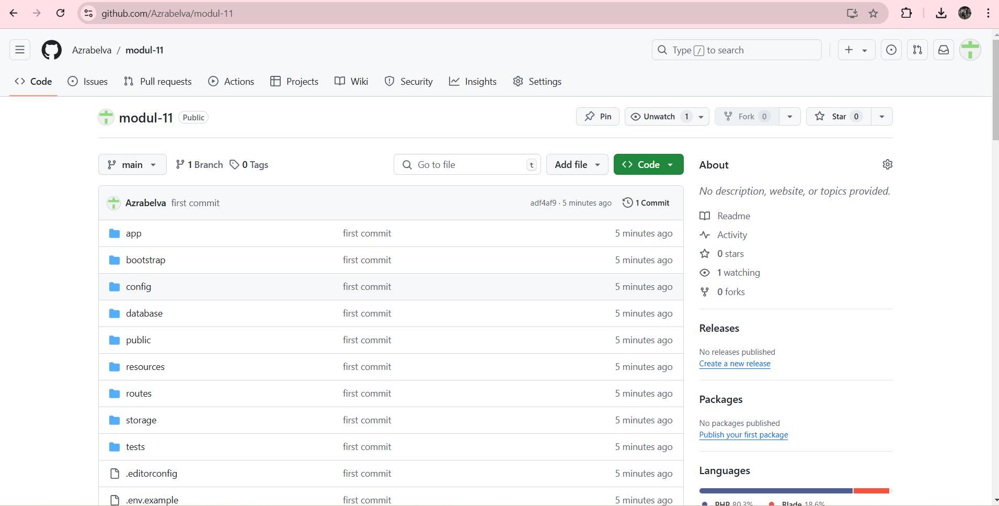 github.com/Azrabelva/modul-11
Azrabelva / modul-11
Type / to search
Code Issues Pull requests Actions Projects Wiki Security Insights Settings
modul-11 Public
Pin Unwatch 1 Fork 0 Star 0
main 1 Branch 0 Tags Go to file t Add file Code
Azrabelva first commit adf4af9 · 5 minutes ago 1 Commit
app first commit 5 minutes ago
bootstrap first commit 5 minutes ago
config first commit 5 minutes ago
database first commit 5 minutes ago
public first commit 5 minutes ago
resources first commit 5 minutes ago
routes first commit 5 minutes ago
storage first commit 5 minutes ago
tests first commit 5 minutes ago
.editorconfig first commit 5 minutes ago
.env.example first commit 5 minutes ago
About
No description, website, or topics provided.
Readme
Activity
0 stars
1 watching
0 forks
Releases
No releases published
Create a new release
Packages
No packages published
Publish your first package
Languages
PHP 80.3% Blade 18.6%